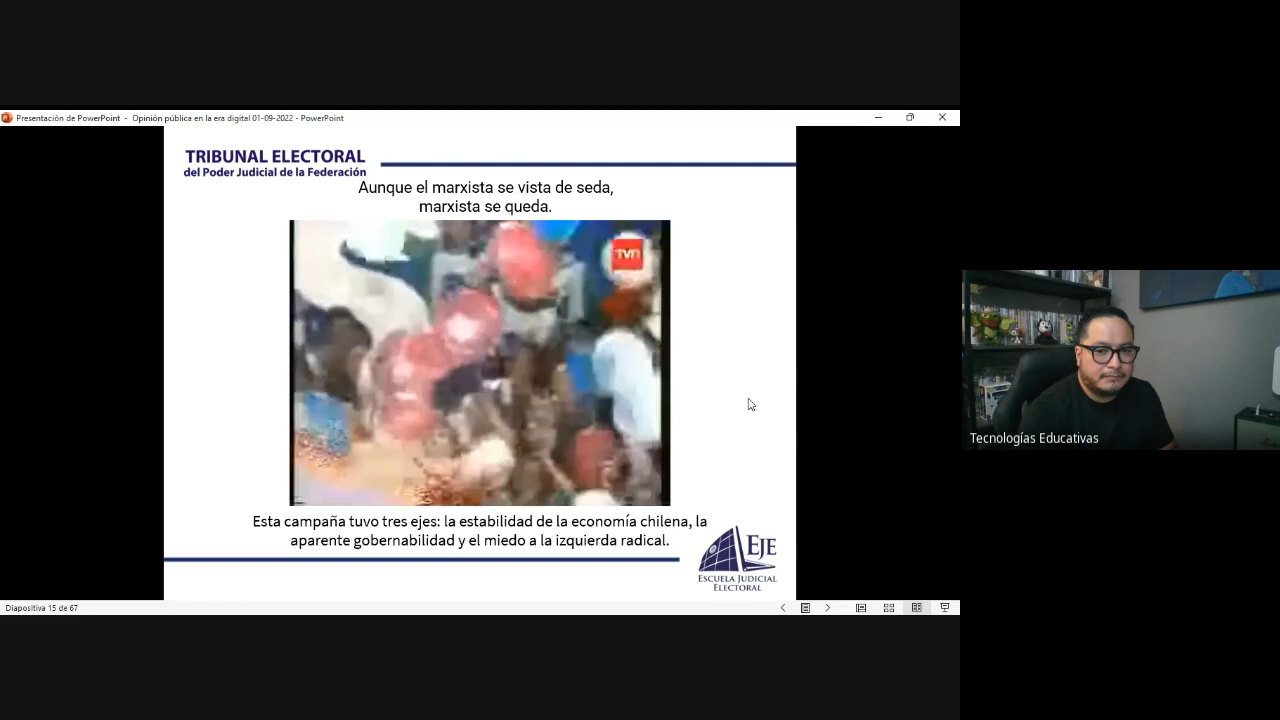 Presentación de PowerPoint - Opinión pública en la era digital 01-09-2022 - PowerPoint
TRIBUNAL ELECTORAL
del Poder Judicial de la Federación
Aunque el marxista se vista de seda,
marxista se queda.
TVN
Esta campaña tuvo tres ejes: la estabilidad de la economía chilena, la
aparente gobernabilidad y el miedo a la izquierda radical.
EJE
ESCUELA JUDICIAL
ELECTORAL
Diapositiva 15 de 67
Tecnologías Educativas